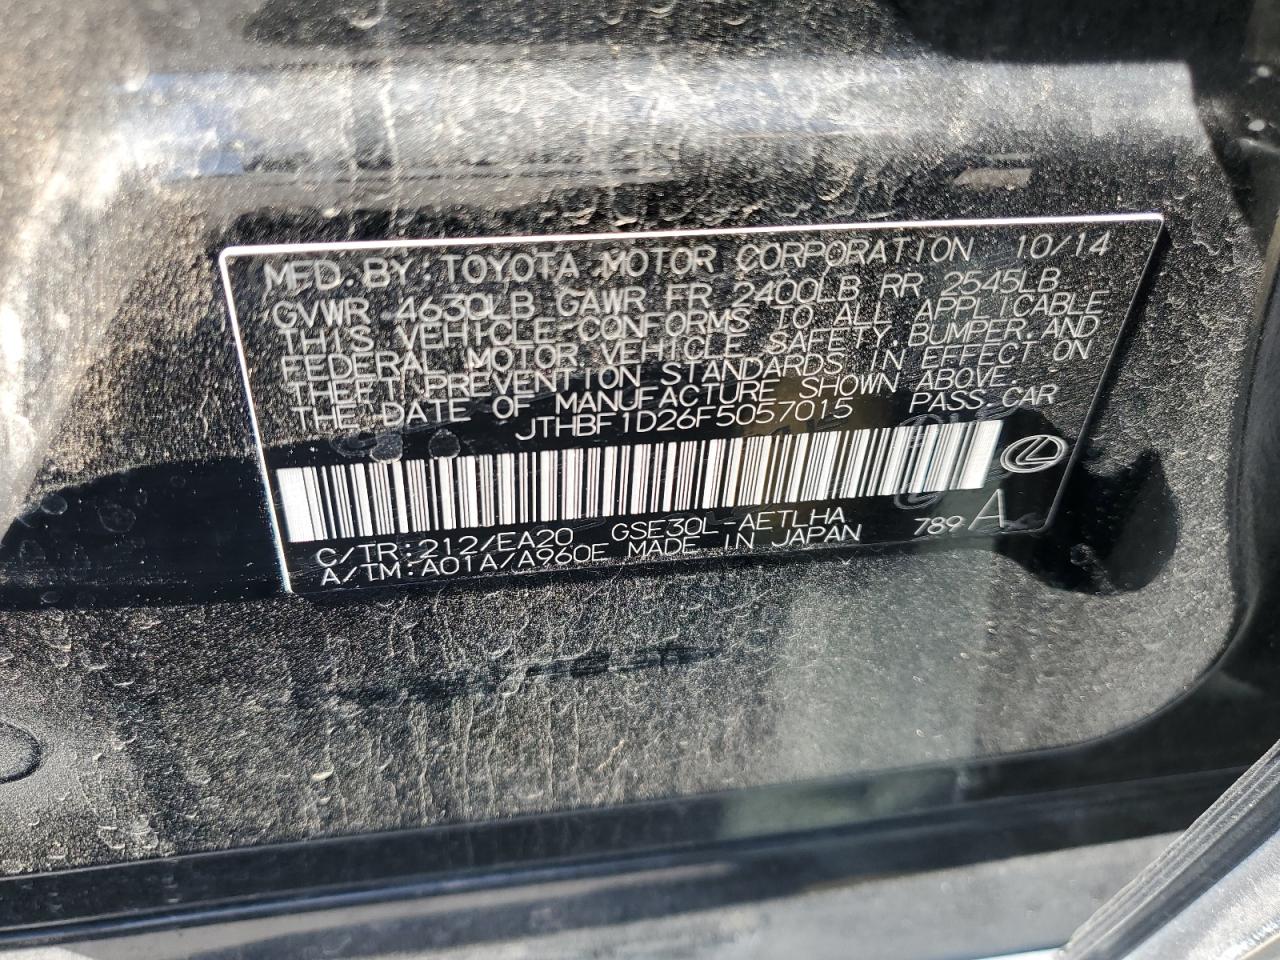 MFD. BY: TOYOTA MOTOR CORPORATION 10/14
GVWR 4630LB GAWR FR 2400LB RR 2545LB
THIS VEHICLE CONFORMS TO ALL APPLICABLE
FEDERAL MOTOR VEHICLE SAFETY, BUMPER, AND
THEFT PREVENTION STANDARDS IN EFFECT ON
THE DATE OF MANUFACTURE SHOWN ABOVE.
JTHBF1D26F5057015 PASS. CAR
C/TR:212/EA20 GSE30L-AETLHA 789 A
A/TM:A01A/A960E MADE IN JAPAN